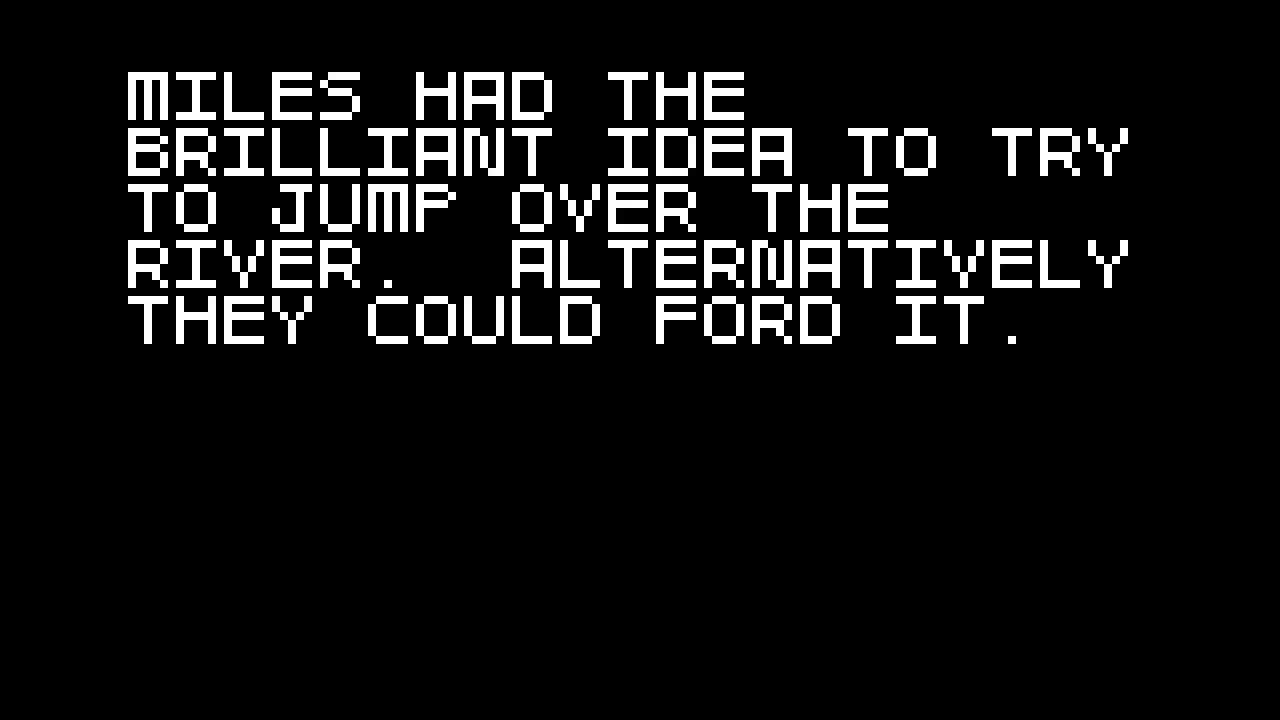 MILES HAD THE
BRILLIANT IDEA TO TRY
TO JUMP OVER THE
RIVER.  ALTERNATIVELY
THEY COULD FORD IT.